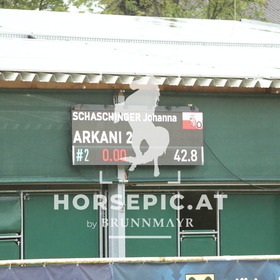 SCHASCHINGER Johanna
ARKANI 2
#2 0.00 42.8
HORSEPIC.AT
by BRUNNMAYR